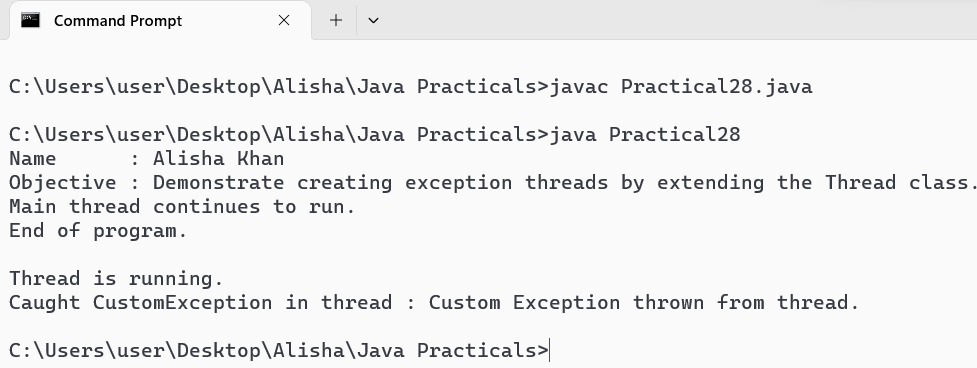 Command Prompt
C:\Users\user\Desktop\Alisha\Java Practicals>javac Practical28.java
C:\Users\user\Desktop\Alisha\Java Practicals>java Practical28
Name      : Alisha Khan
Objective : Demonstrate creating exception threads by extending the Thread class.
Main thread continues to run.
End of program.
Thread is running.
Caught CustomException in thread : Custom Exception thrown from thread.
C:\Users\user\Desktop\Alisha\Java Practicals>